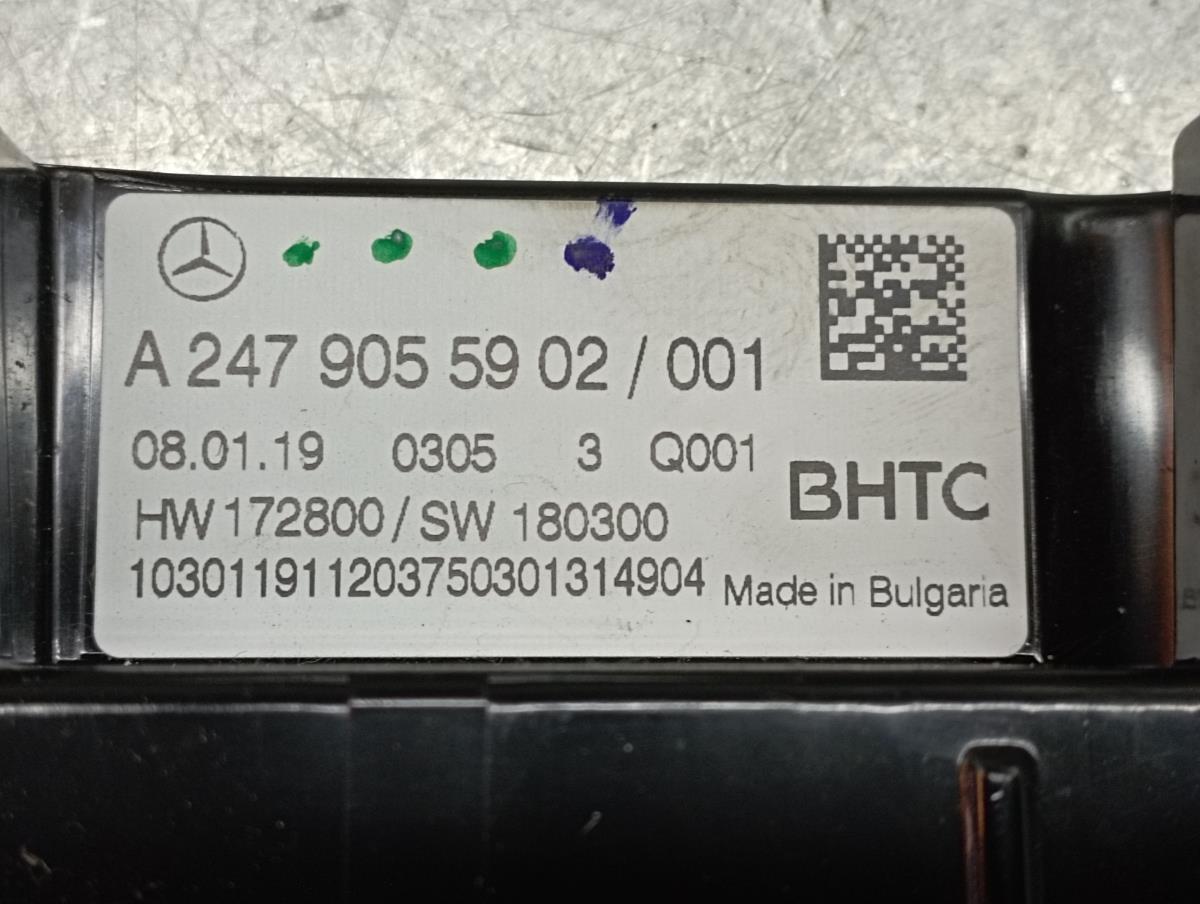 A 247 905 59 02 / 001
08.01.19 0305 3 Q001
BHTC
HW 172800 / SW 180300
103011911203750301314904 Made in Bulgaria